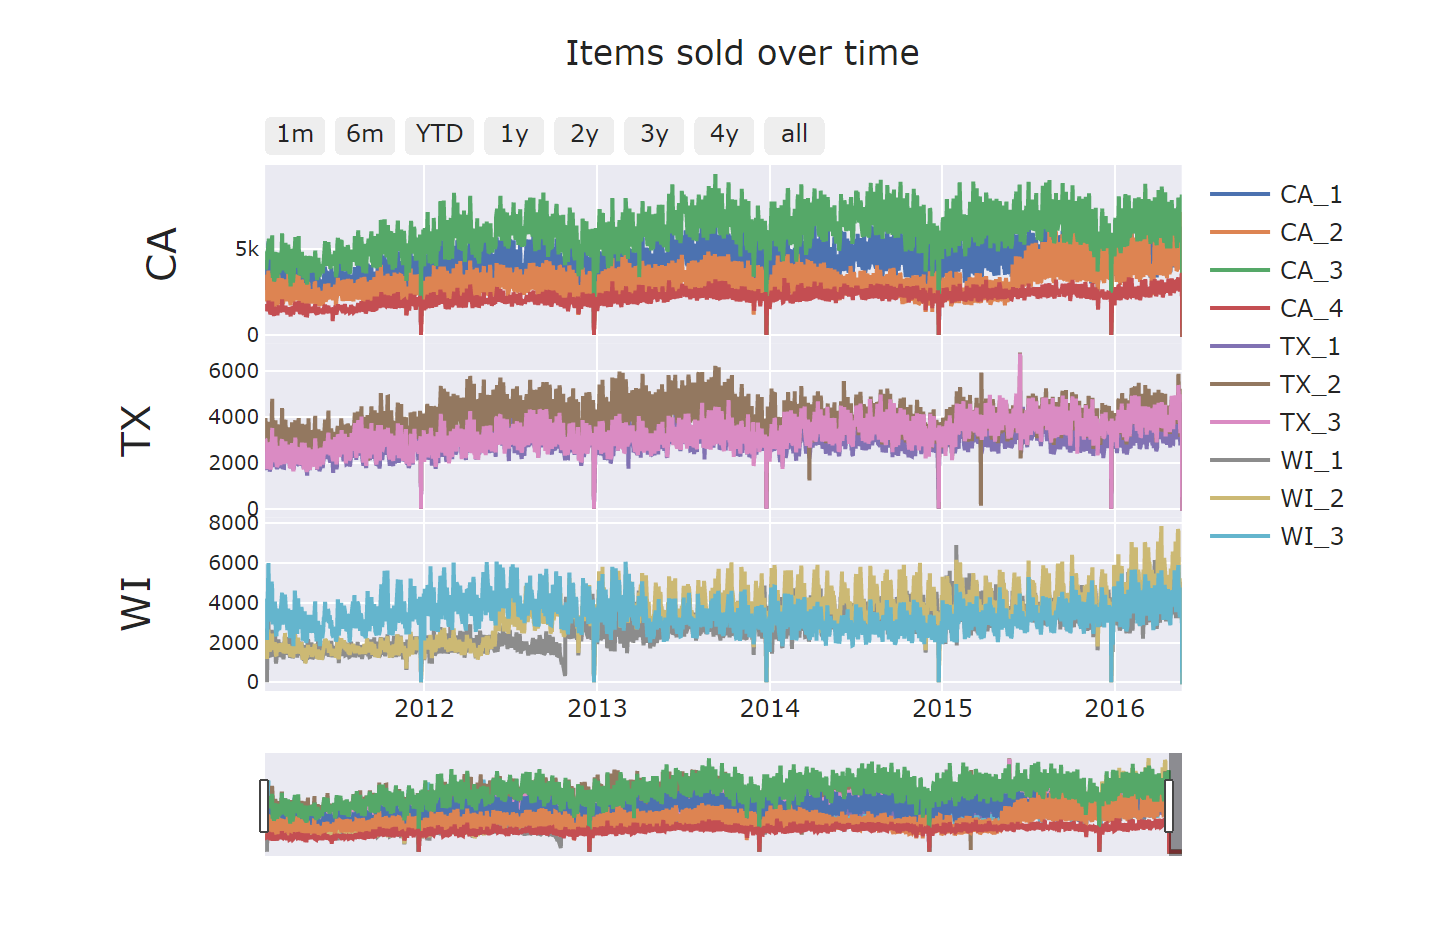 Items sold over time
1m 6m YTD 1y 2y 3y 4y all
CA
5k
0
TX
6000
4000
2000
0
WI
8000
6000
4000
2000
0
2012 2013 2014 2015 2016
CA_1
CA_2
CA_3
CA_4
TX_1
TX_2
TX_3
WI_1
WI_2
WI_3